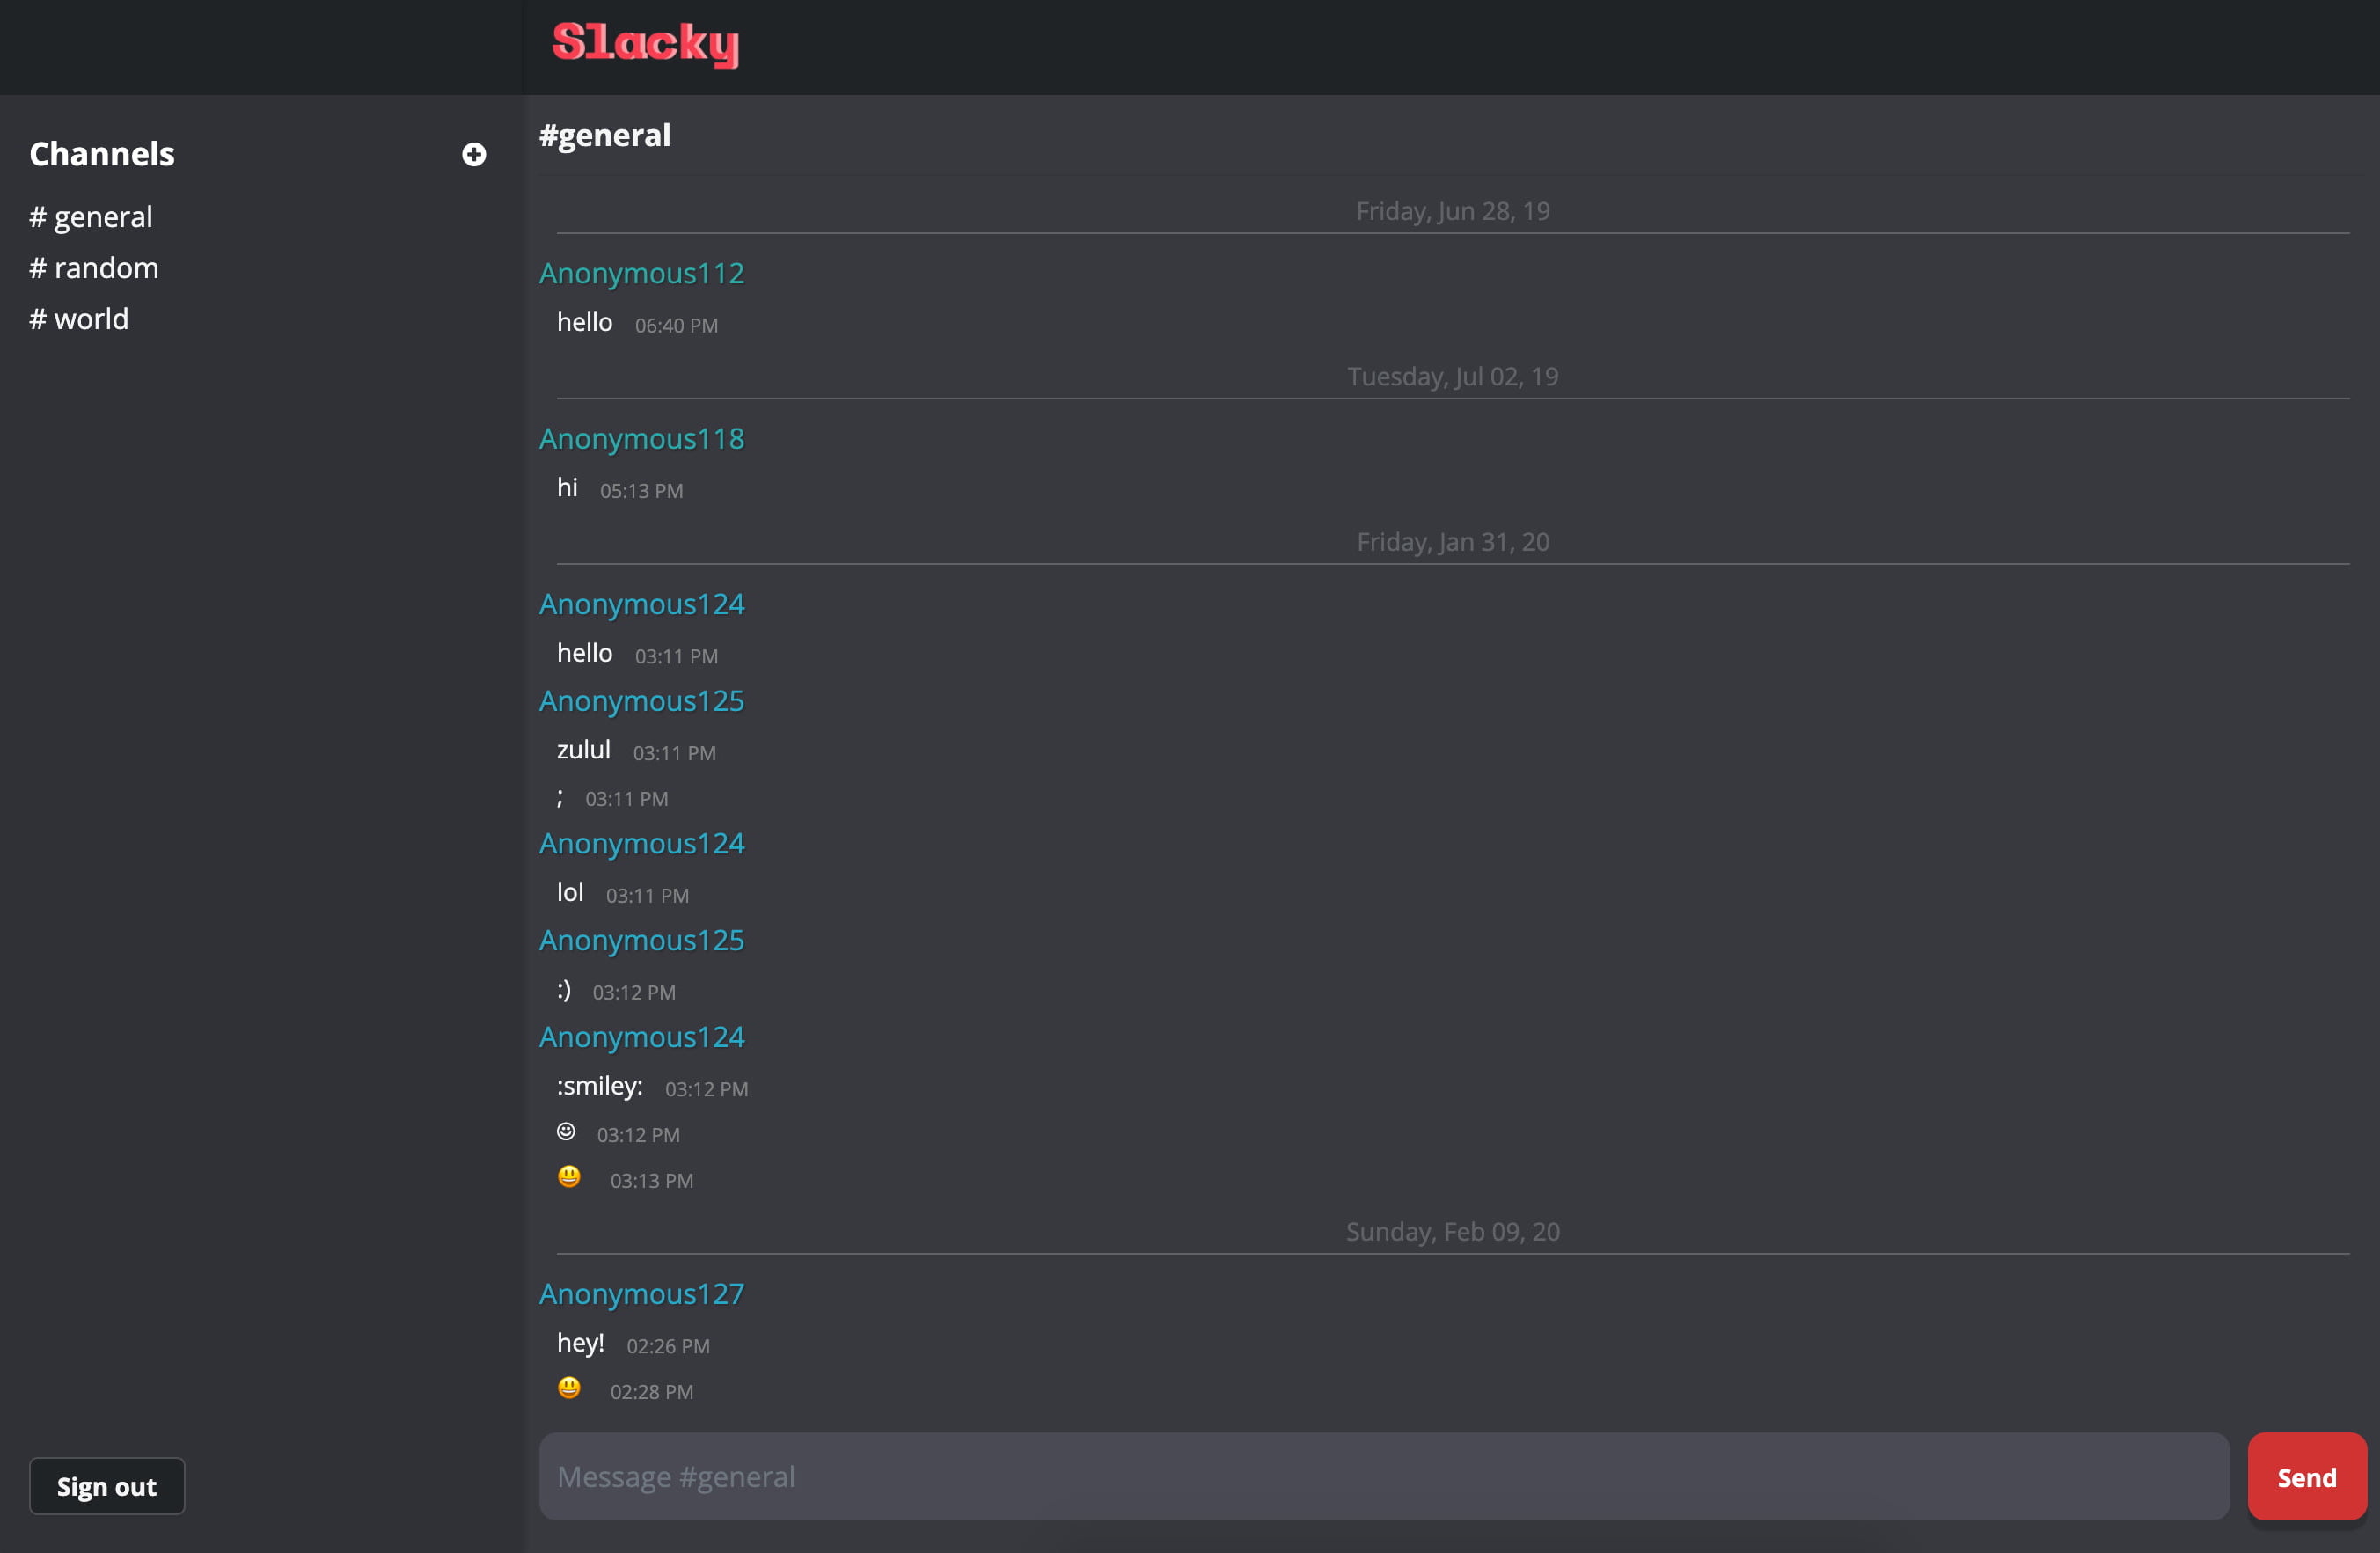 Slacky
Channels
# general
# random
# world
Sign out
#general
Friday, Jun 28, 19
Anonymous112
hello 06:40 PM
Tuesday, Jul 02, 19
Anonymous118
hi 05:13 PM
Friday, Jan 31, 20
Anonymous124
hello 03:11 PM
Anonymous125
zulul 03:11 PM
; 03:11 PM
Anonymous124
lol 03:11 PM
Anonymous125
:) 03:12 PM
Anonymous124
:smiley: 03:12 PM
☺ 03:12 PM
😃 03:13 PM
Sunday, Feb 09, 20
Anonymous127
hey! 02:26 PM
😃 02:28 PM
Message #general
Send